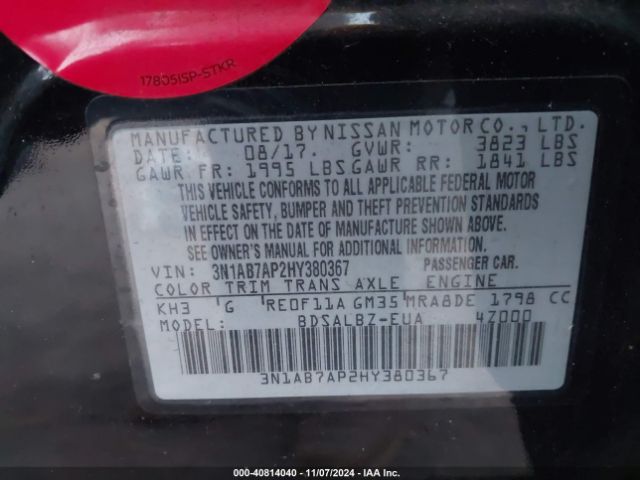 17805ISP-STKR
MANUFACTURED BY NISSAN MOTOR CO., LTD.
DATE: 08/17. GVWR: 3823 LBS
GAWR FR: 1995 LBS GAWR RR: 1841 LBS
THIS VEHICLE CONFORMS TO ALL APPLICABLE FEDERAL MOTOR
VEHICLE SAFETY, BUMPER AND THEFT PREVENTION STANDARDS
IN EFFECT ON THE DATE OF MANUFACTURE SHOWN ABOVE.
SEE OWNER'S MANUAL FOR ADDITIONAL INFORMATION.
VIN: 3N1AB7AP2HY380367 PASSENGER CAR.
COLOR TRIM TRANS AXLE ENGINE
KH3 G RE0F11A GM35 MRA8DE 1798 CC
MODEL: BDSALBZ-EUA 4Z000
3N1AB7AP2HY380367
000-40814040 — 11/07/2024 — IAA Inc.